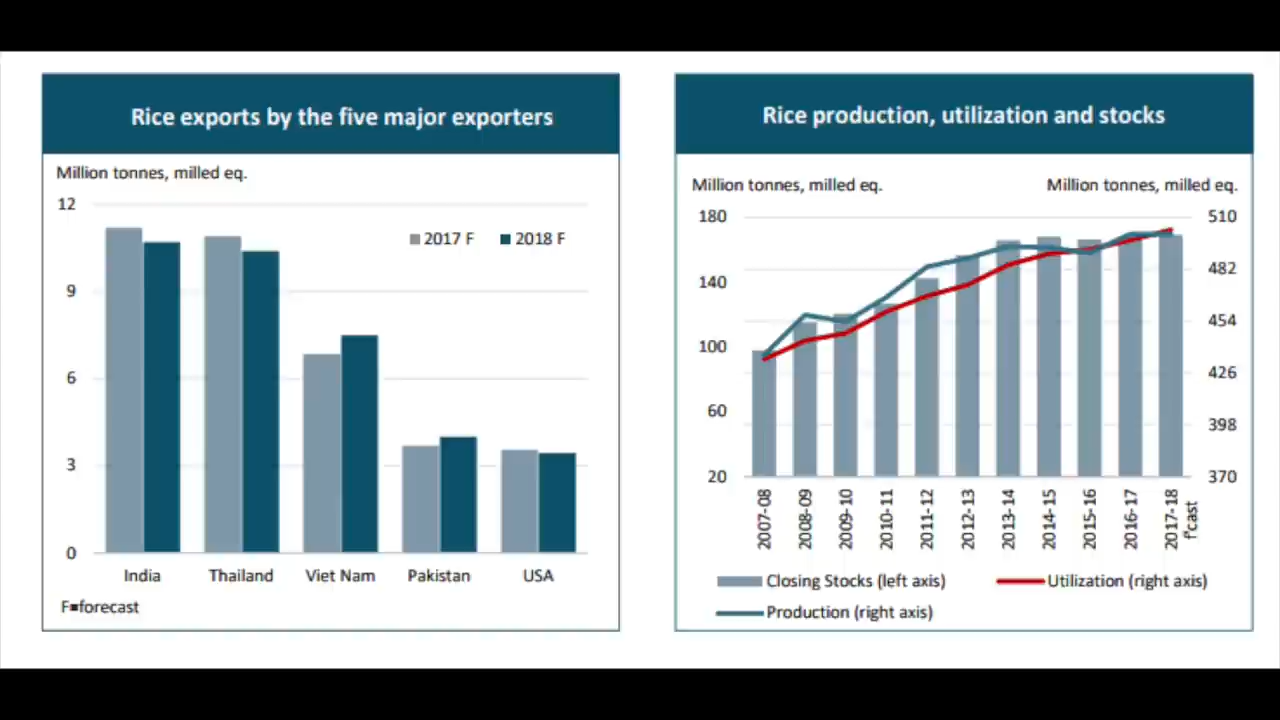 Rice exports by the five major exporters
Million tonnes, milled eq.
12
9
6
3
0
2017 F
2018 F
India
Thailand
Viet Nam
Pakistan
USA
F=forecast
Rice production, utilization and stocks
Million tonnes, milled eq.
Million tonnes, milled eq.
180
140
100
60
20
510
482
454
426
398
370
2007-08
2008-09
2009-10
2010-11
2011-12
2012-13
2013-14
2014-15
2015-16
2016-17
2017-18
f'cast
Closing Stocks (left axis)
Utilization (right axis)
Production (right axis)